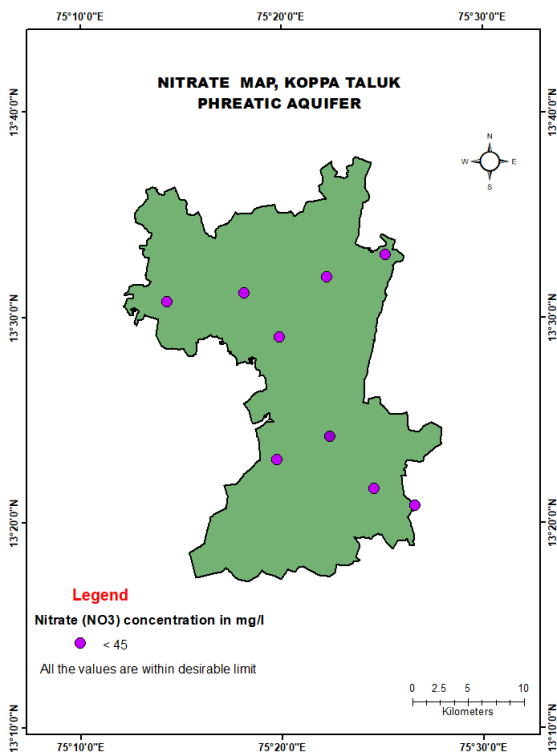 75°10'0"E 75°20'0"E 75°30'0"E
NITRATE MAP, KOPPA TALUK
PHREATIC AQUIFER
13°40'0"N 13°40'0"N
N
W E
S
13°30'0"N 13°30'0"N
13°20'0"N 13°20'0"N
Legend
Nitrate (NO3) concentration in mg/l
< 45
All the values are within desirable limit
0 2.5 5 10
Kilometers
13°10'0"N 13°10'0"N
75°10'0"E 75°20'0"E 75°30'0"E